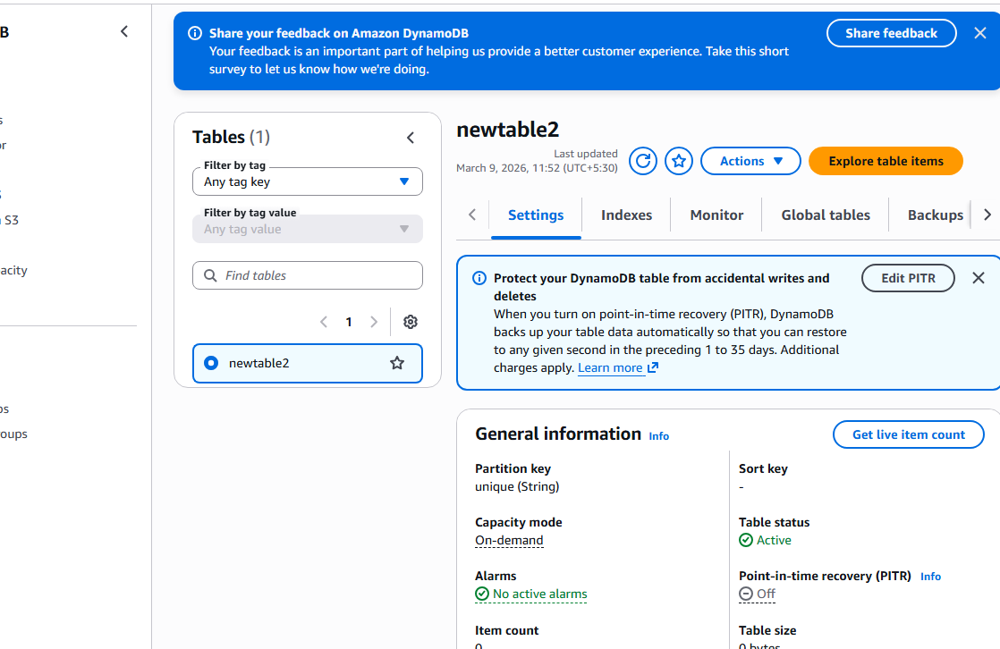 Share your feedback on Amazon DynamoDB
Your feedback is an important part of helping us provide a better customer experience. Take this short
survey to let us know how we're doing.
Share feedback
S3
Tables (1)
Filter by tag
Any tag key
Filter by tag value
Any tag value
Find tables
1
newtable2
newtable2
Last updated
March 9, 2026, 11:52 (UTC+5:30)
Actions
Explore table items
Settings
Indexes
Monitor
Global tables
Backups
Protect your DynamoDB table from accidental writes and
deletes
When you turn on point-in-time recovery (PITR), DynamoDB
backs up your table data automatically so that you can restore
to any given second in the preceding 1 to 35 days. Additional
charges apply. Learn more
Edit PITR
General information Info
Get live item count
Partition key
unique (String)
Sort key
-
Capacity mode
On-demand
Table status
Active
Alarms
No active alarms
Point-in-time recovery (PITR) Info
Off
Item count
0
Table size
0 bytes